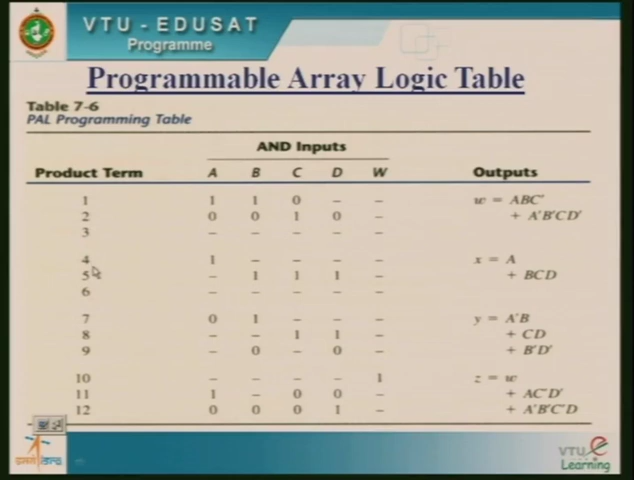 VTU - EDUSAT
Programme
Programmable Array Logic Table
Table 7-6
PAL Programming Table
AND Inputs
Product Term A B C D W Outputs
1 1 1 0 – – w = ABC'
2 0 0 1 0 – + A'B'CD'
3 – – – – –
4 1 – – – – x = A
5 – 1 1 1 – + BCD
6 – – – – –
7 0 1 – – – y = A'B
8 – – 1 1 – + CD
9 – 0 – 0 – + B'D'
10 – – – – 1 z = w
11 1 – 0 0 – + AC'D'
12 0 0 0 1 – + A'B'C'D
VTU e
Learning